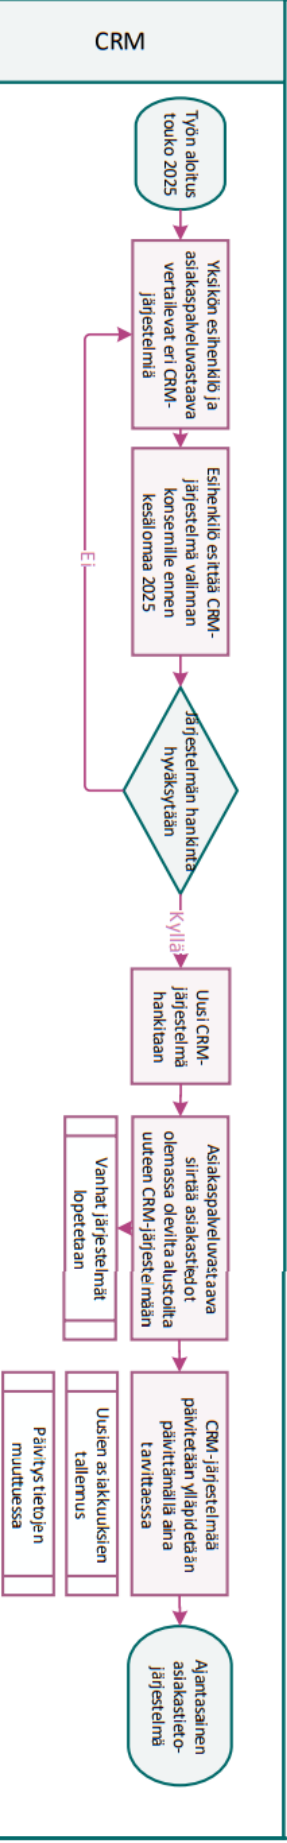 CRM
Työn aloitus
touko 2025
Yksikön esihenkilö ja
asiakaspalveluvastaava
vertailevat eri CRM-
järjestelmiä
Esihenkilö esittää CRM-
järjestelmä valinnan
konsernille ennen
kesälomaa 2025
Järjestelmän hankinta
hyväksytään
Ei
Kyllä
Uusi CRM-
järjestelmä
hankitaan
Asiakaspalveluvastaava
siirtää asiakastiedot
olemassa olevilta alustoilta
uuteen CRM-järjestelmään
Vanhat järjestelmät
lopetetaan
CRM-järjestelmää
päivitetään ylläpidetään
päivittämällä aina
tarvittaessa
Uusien asiakkuuksien
tallennus
Päivitys tietojen
muuttuessa
Ajantasainen
asiakastieto-
järjestelmä